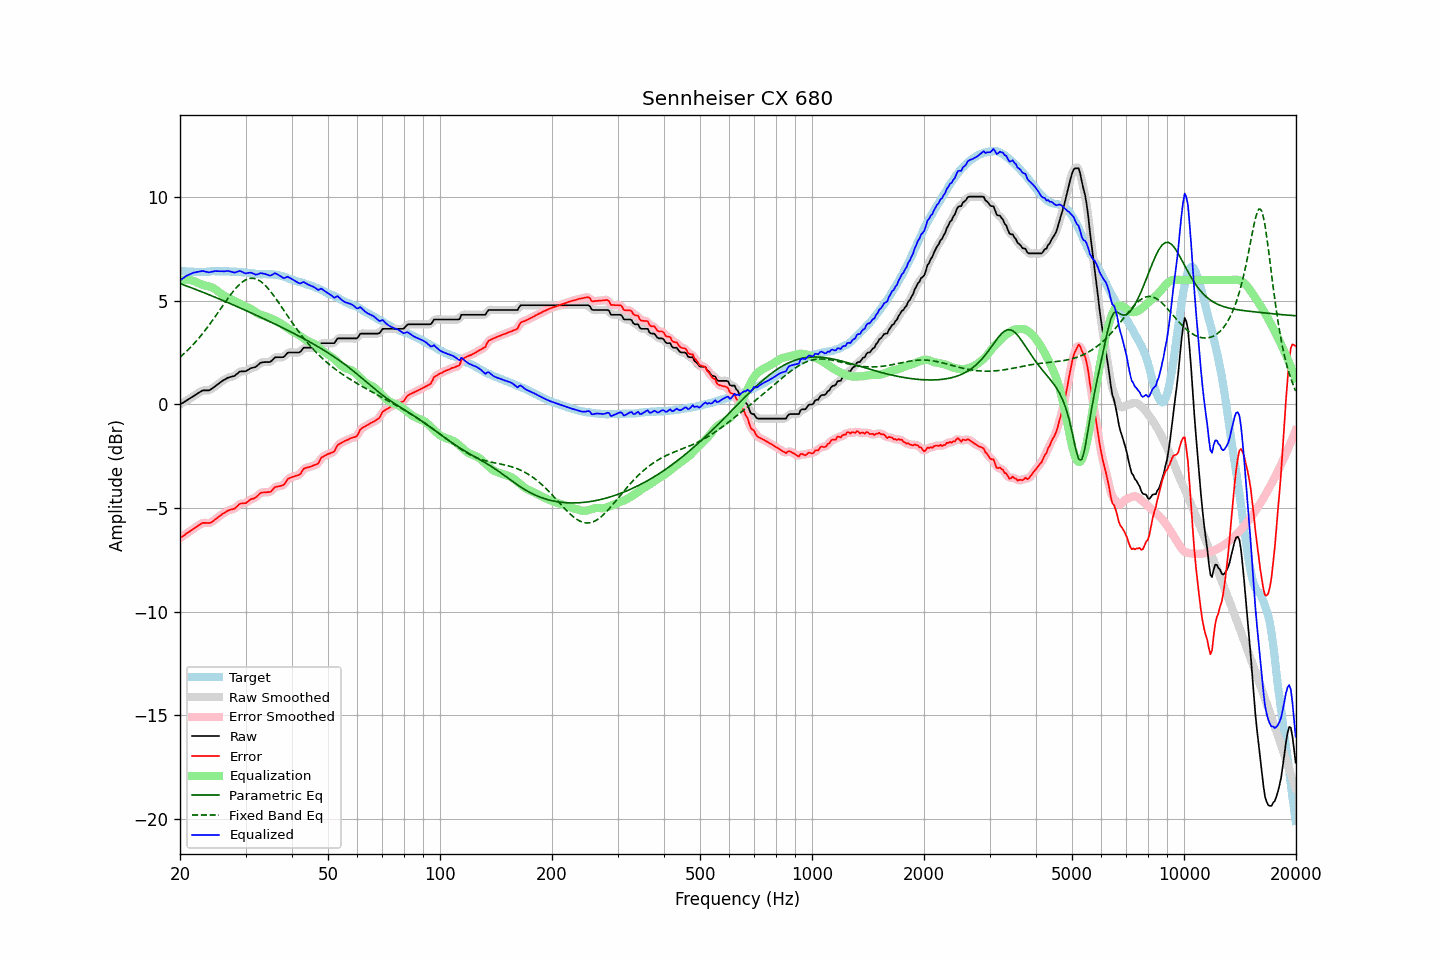 Sennheiser CX 680
Amplitude (dBr)
10
5
0
−5
−10
−15
−20
Target
Raw Smoothed
Error Smoothed
Raw
Error
Equalization
Parametric Eq
Fixed Band Eq
Equalized
20 50 100 200 500 1000 2000 5000 10000 20000
Frequency (Hz)